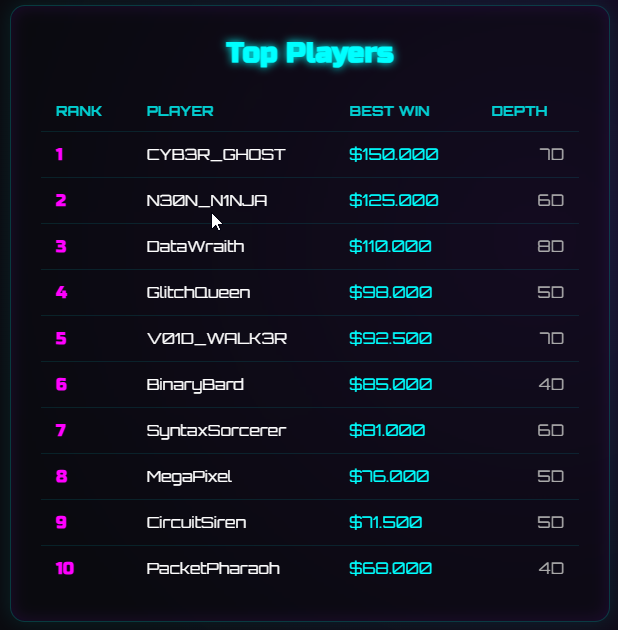 Top Players
RANK PLAYER BEST WIN DEPTH
1 CYB3R_GH0ST $150.000 7D
2 N30N_N1NJA $125.000 6D
3 DataWraith $110.000 8D
4 GlitchQueen $98.000 5D
5 V01D_WALK3R $92.500 7D
6 BinaryBard $85.000 4D
7 SyntaxSorcerer $81.000 6D
8 MegaPixel $76.000 5D
9 CircuitSiren $71.500 5D
10 PacketPharaoh $68.000 4D